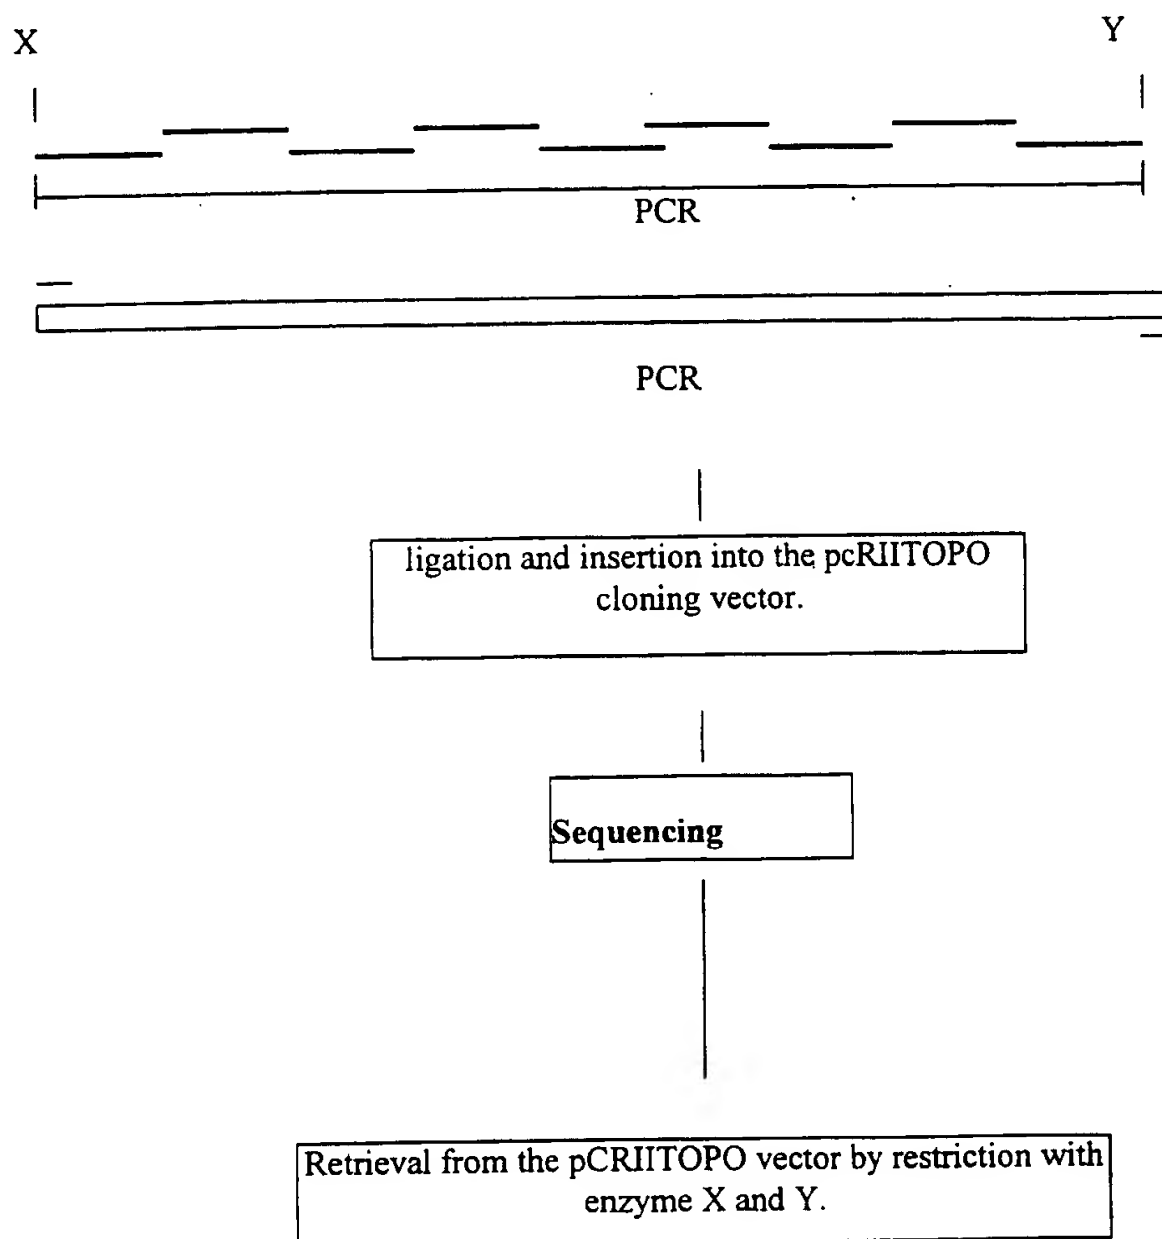 X
Y
PCR
PCR
ligation and insertion into the pcRIITOPO
cloning vector.
Sequencing
Retrieval from the pCRIITOPO vector by restriction with
enzyme X and Y.